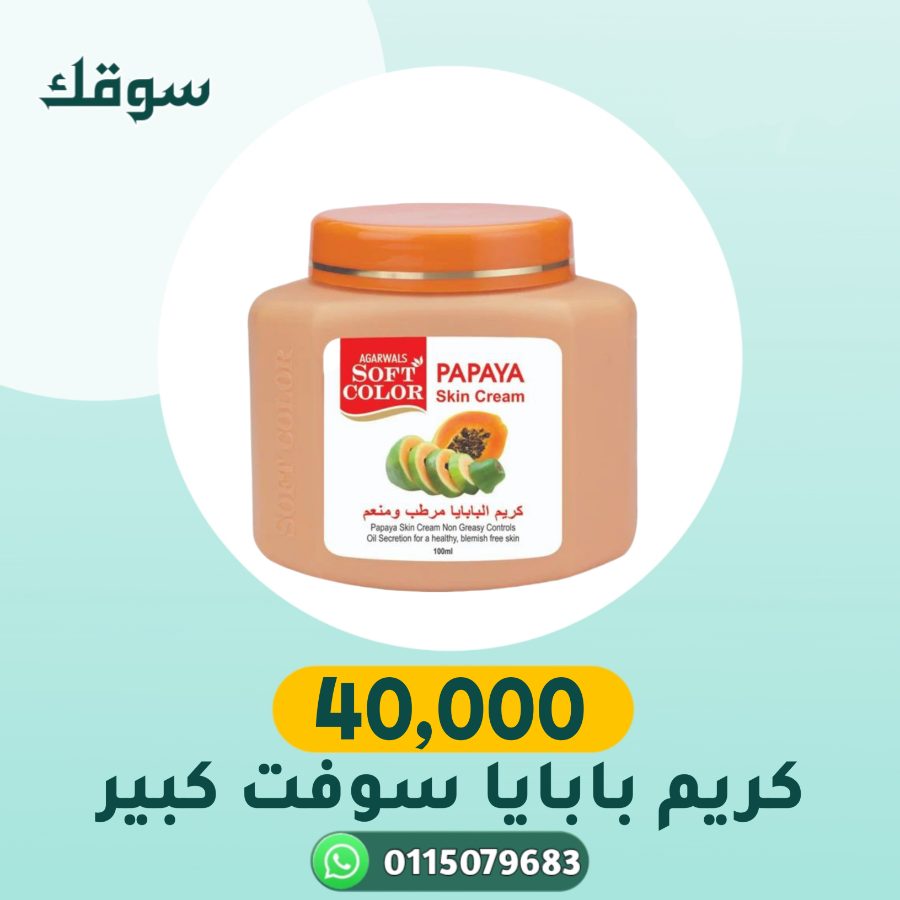 سوقك
AGARWALS
SOFT
COLOR
PAPAYA
Skin Cream
SOFT COLOR
كريم البابايا مرطب ومنعم
Papaya Skin Cream Non Greasy Controls
Oil Secretion for a healthy, blemish free skin
100ml
40,000
كريم بابايا سوفت كبير
0115079683